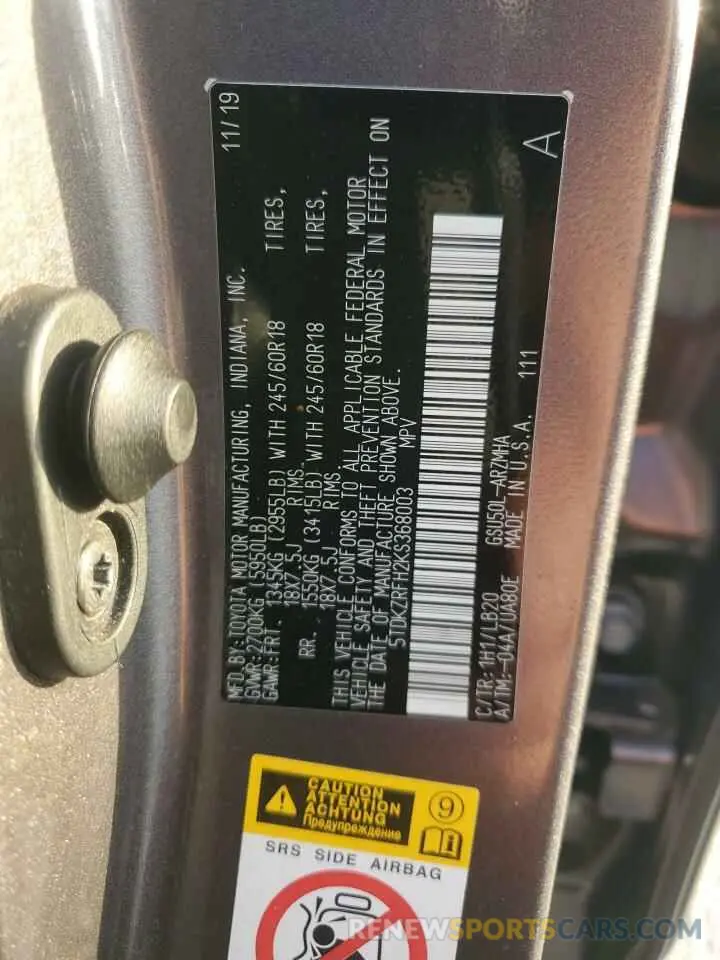 MFD.BY:TOYOTA MOTOR MANUFACTURING, INDIANA, INC. 11/19
GVWR:2700KG (5950LB)
GAWR:FRT. 1345KG (2955LB) WITH 245/60R18 TIRES,
18X7.5J RIMS.
RR. 1550KG (3415LB) WITH 245/60R18 TIRES,
18X7.5J RIMS.
THIS VEHICLE CONFORMS TO ALL APPLICABLE FEDERAL MOTOR
VEHICLE SAFETY AND THEFT PREVENTION STANDARDS IN EFFECT ON
THE DATE OF MANUFACTURE SHOWN ABOVE.
5TDKZRFH2KS368003 MPV
C/TR:1H1/LB20 GSU50L-ARZMHA
A/TM:-04A/UA80E MADE IN U.S.A. 111 A
CAUTION
ATTENTION
ACHTUNG
Предупреждение
9
SRS SIDE AIRBAG
RENEWSPORTSCARS.COM